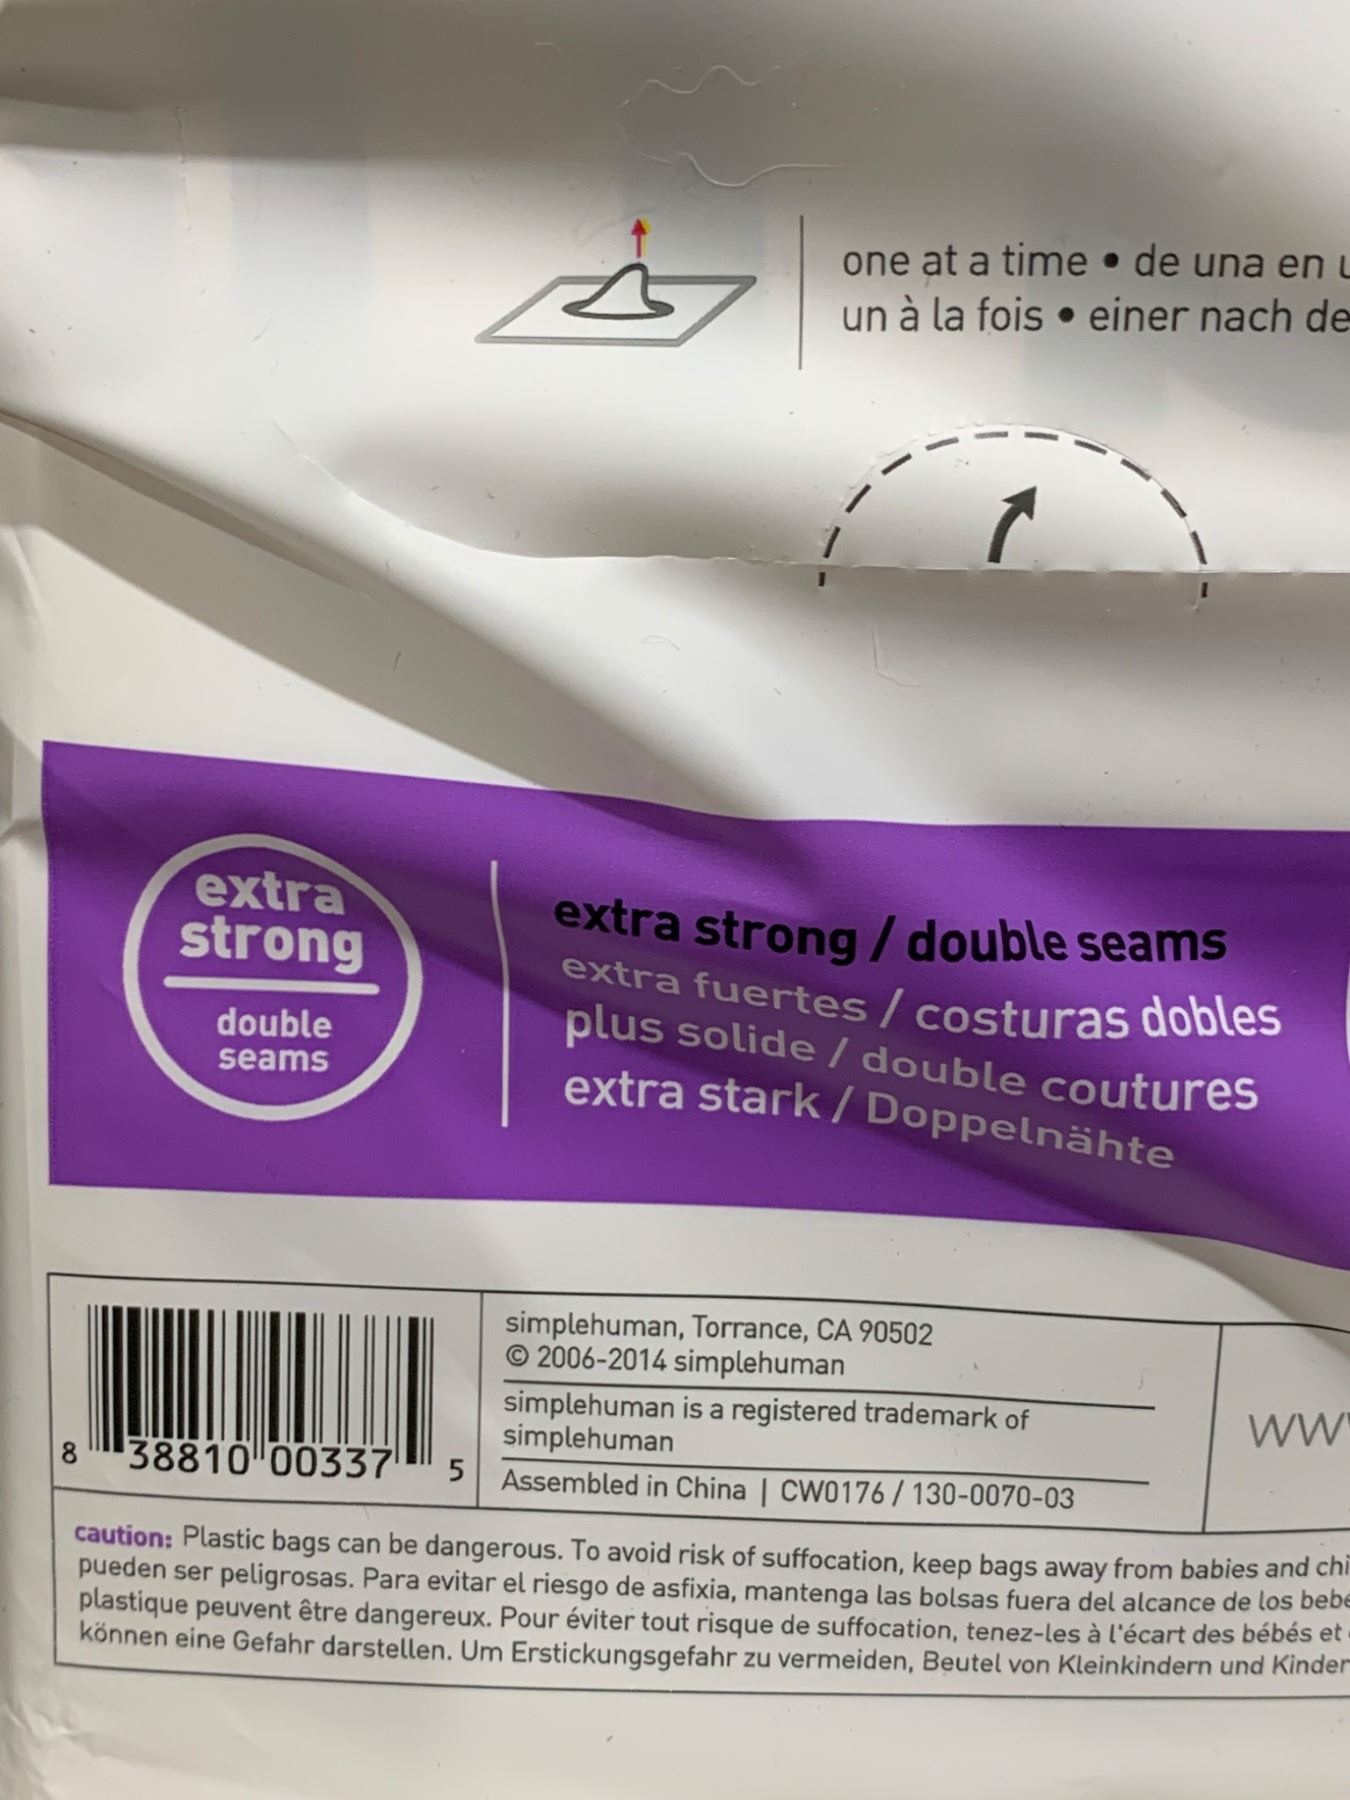 one at a time • de una en
un à la fois • einer nach de
extra
strong
double
seams
extra strong / double seams
extra fuertes / costuras dobles
plus solide / double coutures
extra stark / Doppelnähte
8 38810 00337 5
simplehuman, Torrance, CA 90502
© 2006-2014 simplehuman
simplehuman is a registered trademark of
simplehuman
Assembled in China | CW0176 / 130-0070-03
ww
caution: Plastic bags can be dangerous. To avoid risk of suffocation, keep bags away from babies and chi
pueden ser peligrosas. Para evitar el riesgo de asfixia, mantenga las bolsas fuera del alcance de los beb
plastique peuvent être dangereux. Pour éviter tout risque de suffocation, tenez-les à l'écart des bébés et
können eine Gefahr darstellen. Um Erstickungsgefahr zu vermeiden, Beutel von Kleinkindern und Kinder